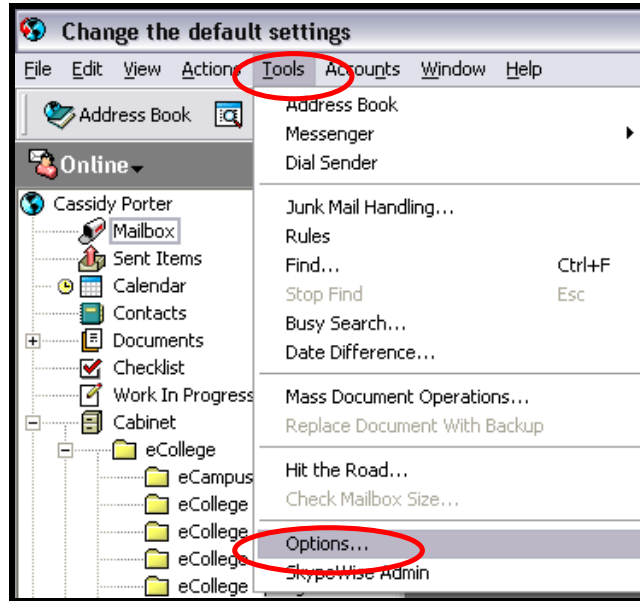 Change the default settings
File Edit View Actions Tools Accounts Window Help
Address Book
Online
Cassidy Porter
Mailbox
Sent Items
Calendar
Contacts
Documents
Checklist
Work In Progress
Cabinet
eCollege
eCampus
eCollege
eCollege
eCollege
eCollege
Address Book
Messenger
Dial Sender
Junk Mail Handling...
Rules
Find... Ctrl+F
Stop Find Esc
Busy Search...
Date Difference...
Mass Document Operations...
Replace Document With Backup
Hit the Road...
Check Mailbox Size...
Options...
SkypeWise Admin